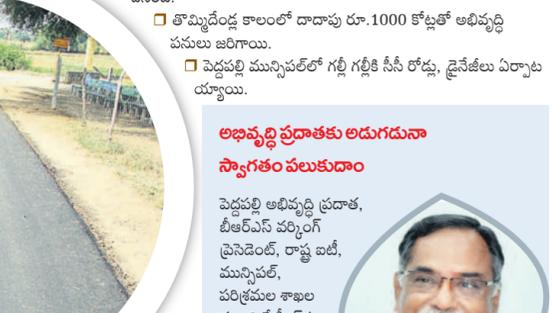 ❐ తొమ్మిదేండ్ల కాలంలో దాదాపు రూ.1000 కోట్లతో అభివృద్ధి
పనులు జరిగాయి.
❐ పెద్దపల్లి మున్సిపల్‌లో గల్లీ గల్లీకి సీసీ రోడ్లు, డ్రైనేజీలు ఏర్పాట
య్యాయి.
అభివృద్ధి ప్రదాతకు అడుగడునా
స్వాగతం పలుకుదాం
పెద్దపల్లి అభివృద్ధి ప్రదాత,
బీఆర్ఎస్ వర్కింగ్
ప్రెసెడెంట్, రాష్ట్ర ఐటీ,
మున్సిపల్,
పరిశ్రమల శాఖల